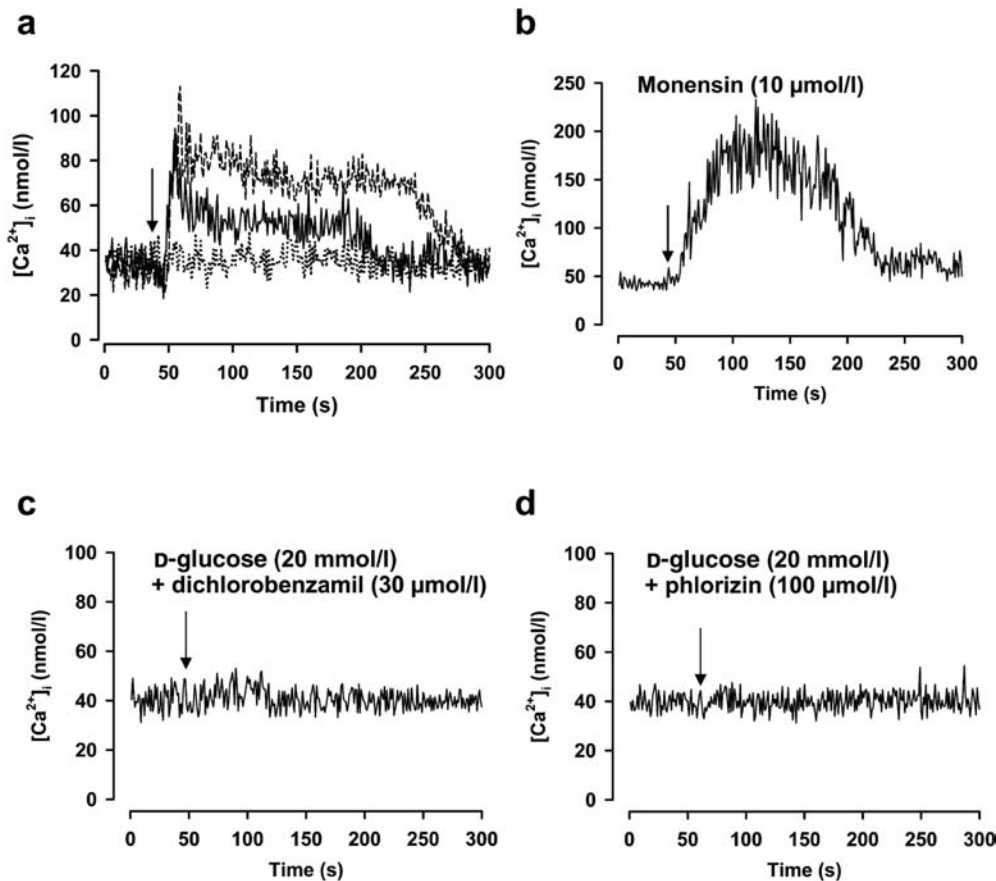 a
120
100
80
60
40
20
0
[Ca²⁺]ᵢ (nmol/l)
0 50 100 150 200 250 300
Time (s)
b
Monensin (10 µmol/l)
250
200
150
100
50
0
[Ca²⁺]ᵢ (nmol/l)
0 50 100 150 200 250 300
Time (s)
c
D-glucose (20 mmol/l)
+ dichlorobenzamil (30 µmol/l)
100
80
60
40
20
0
[Ca²⁺]ᵢ (nmol/l)
0 50 100 150 200 250 300
Time (s)
d
D-glucose (20 mmol/l)
+ phlorizin (100 µmol/l)
100
80
60
40
20
0
[Ca²⁺]ᵢ (nmol/l)
0 50 100 150 200 250 300
Time (s)